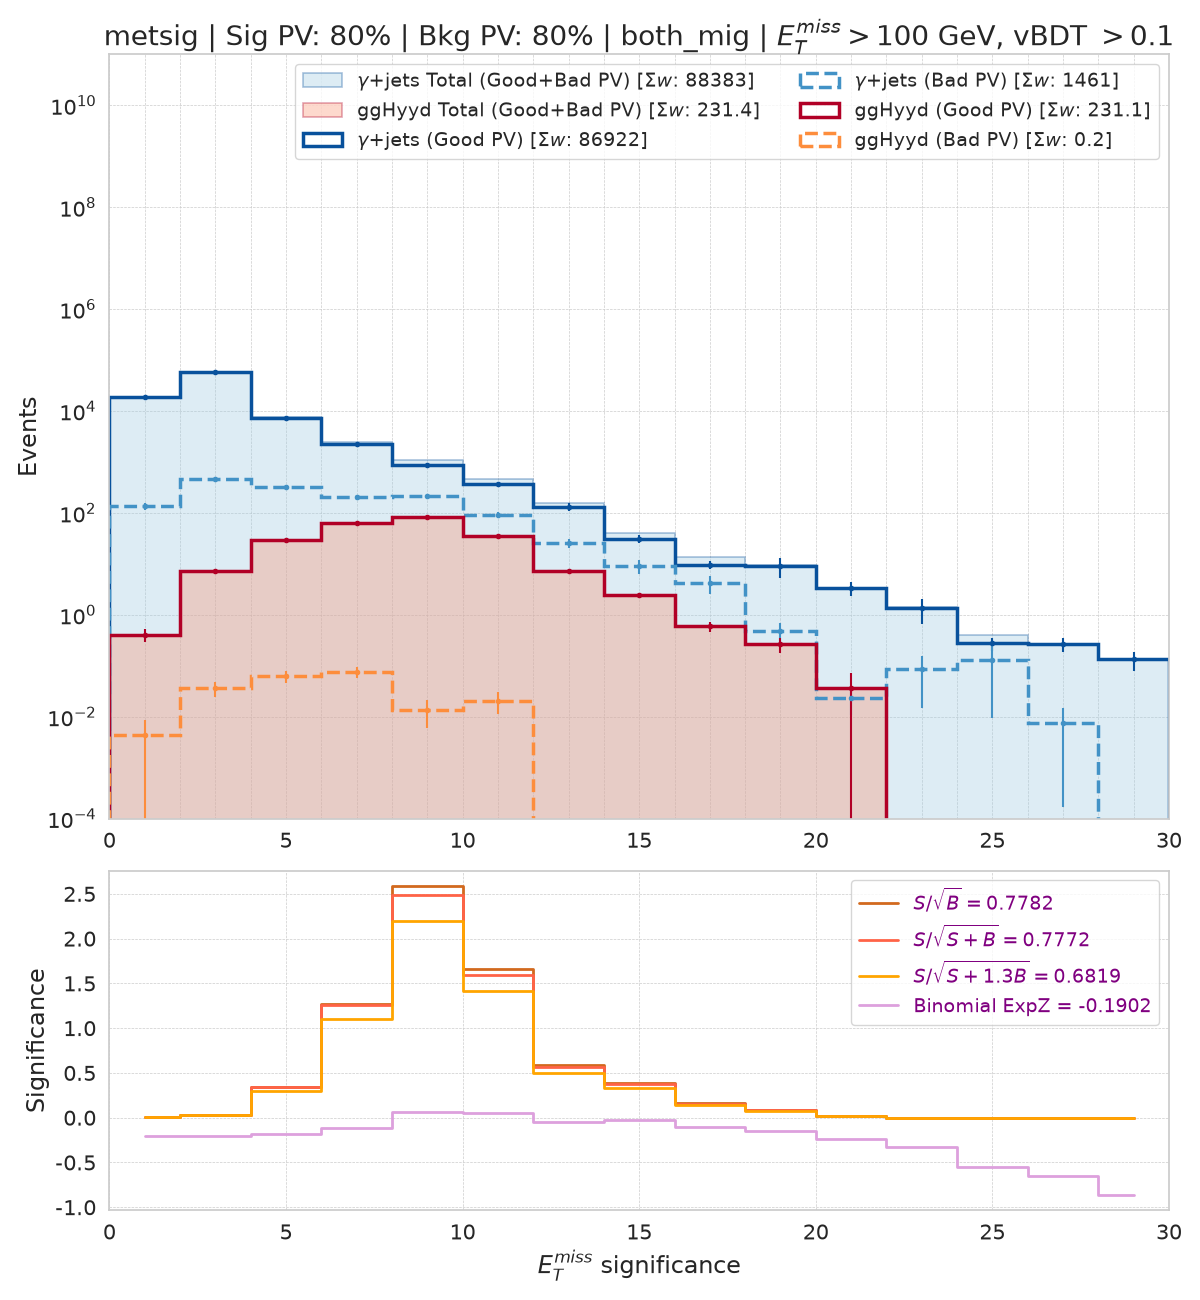 metsig | Sig PV: 80% | Bkg PV: 80% | both_mig | $E_T^{miss} > 100$ GeV, vBDT $> 0.1$
γ+jets Total (Good+Bad PV) [Σw: 88383]
ggHyyd Total (Good+Bad PV) [Σw: 231.4]
γ+jets (Good PV) [Σw: 86922]
γ+jets (Bad PV) [Σw: 1461]
ggHyyd (Good PV) [Σw: 231.1]
ggHyyd (Bad PV) [Σw: 0.2]
10^10
10^8
10^6
10^4
10^2
10^0
10^−2
10^−4
Events
0 5 10 15 20 25 30
2.5
2.0
1.5
1.0
0.5
0.0
-0.5
-1.0
Significance
$S/\sqrt{B} = 0.7782$
$S/\sqrt{S + B} = 0.7772$
$S/\sqrt{S + 1.3B} = 0.6819$
Binomial ExpZ = -0.1902
0 5 10 15 20 25 30
$E_T^{miss}$ significance